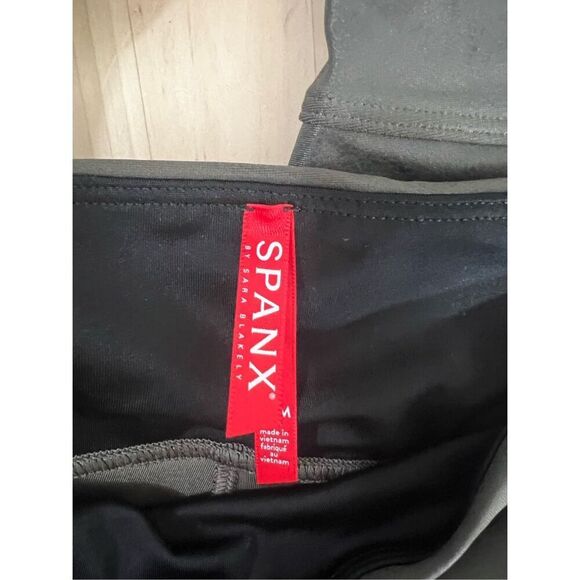 SPANX®
BY SARA BLAKELY
made in
vietnam
fabriqué
au
vietnam